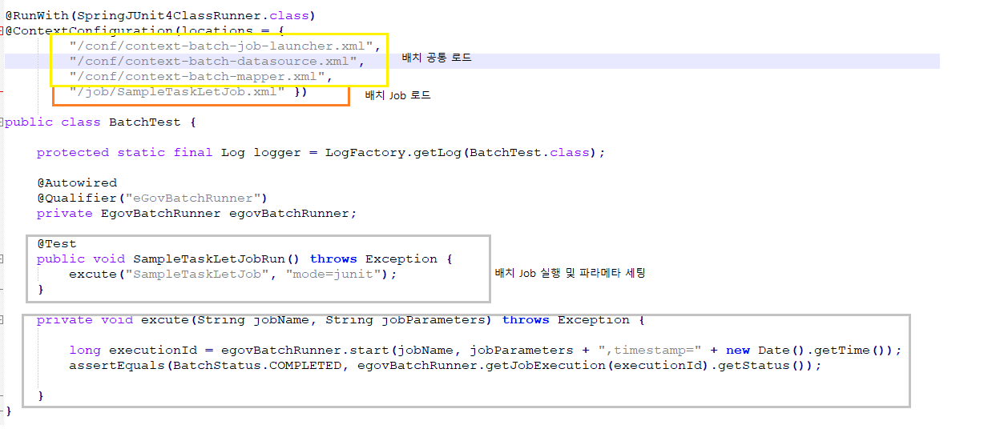 @RunWith(SpringJUnit4ClassRunner.class)
@ContextConfiguration(locations = {
"/conf/context-batch-job-launcher.xml",
"/conf/context-batch-datasource.xml", 배치 공통 로드
"/conf/context-batch-mapper.xml",
"/job/SampleTaskLetJob.xml" }) 배치 Job 로드
public class BatchTest {
protected static final Log logger = LogFactory.getLog(BatchTest.class);
@Autowired
@Qualifier("eGovBatchRunner")
private EgovBatchRunner egovBatchRunner;
@Test
public void SampleTaskLetJobRun() throws Exception {
excute("SampleTaskLetJob", "mode=junit"); 배치 Job 실행 및 파라메타 세팅
}
private void excute(String jobName, String jobParameters) throws Exception {
long executionId = egovBatchRunner.start(jobName, jobParameters + ",timestamp=" + new Date().getTime());
assertEquals(BatchStatus.COMPLETED, egovBatchRunner.getJobExecution(executionId).getStatus());
}
}